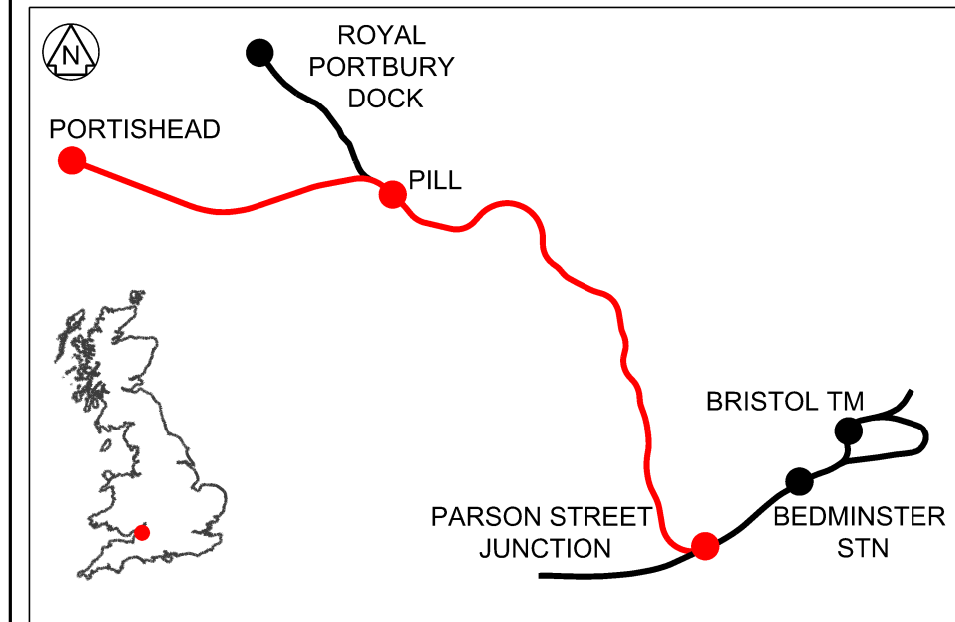 N
ROYAL
PORTBURY
DOCK
PORTISHEAD
PILL
BRISTOL TM
PARSON STREET
JUNCTION
BEDMINSTER
STN